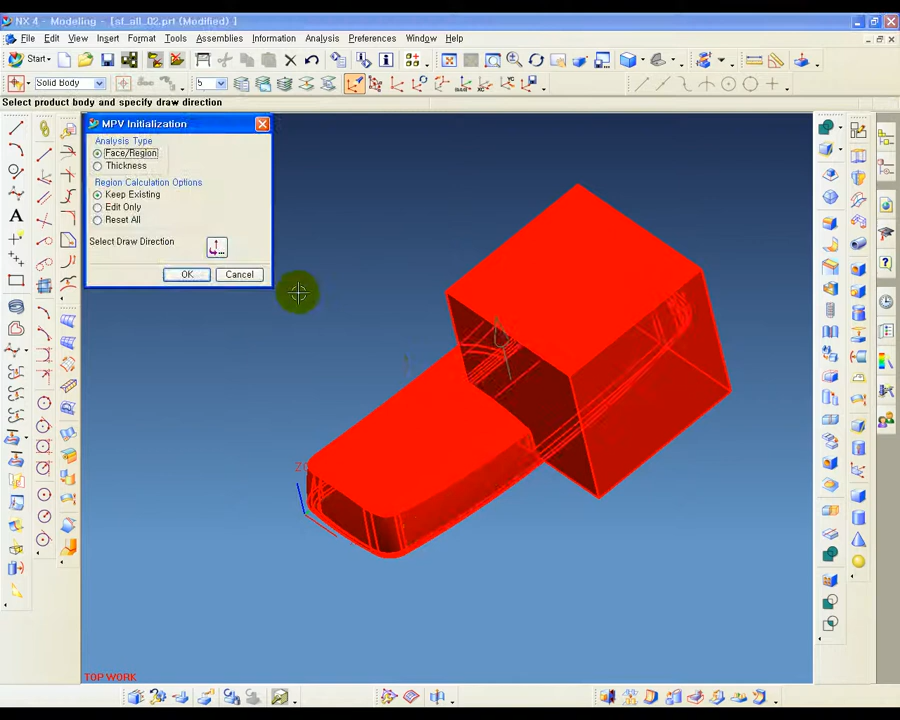 NX 4 - Modeling - [sf_all_02.prt (Modified) ]
File Edit View Insert Format Tools Assemblies Information Analysis Preferences Window Help
Start
Solid Body 5
Select product body and specify draw direction
MPV Initialization
Analysis Type
Face/Region
Thickness
Region Calculation Options
Keep Existing
Edit Only
Reset All
Select Draw Direction
OK Cancel
TOP WORK